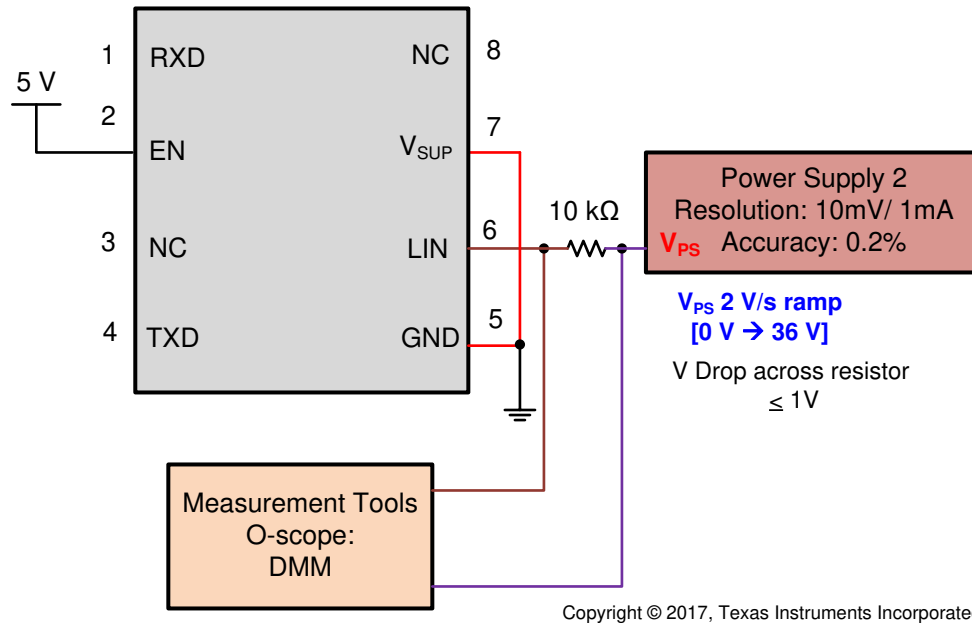 1 RXD NC 8
5 V
2 EN VSUP 7
3 NC LIN 6
4 TXD GND 5
10 kΩ
Power Supply 2
Resolution: 10mV/ 1mA
VPS Accuracy: 0.2%
VPS 2 V/s ramp
[0 V → 36 V]
V Drop across resistor
≤ 1V
Measurement Tools
O-scope:
DMM
Copyright © 2017, Texas Instruments Incorporate